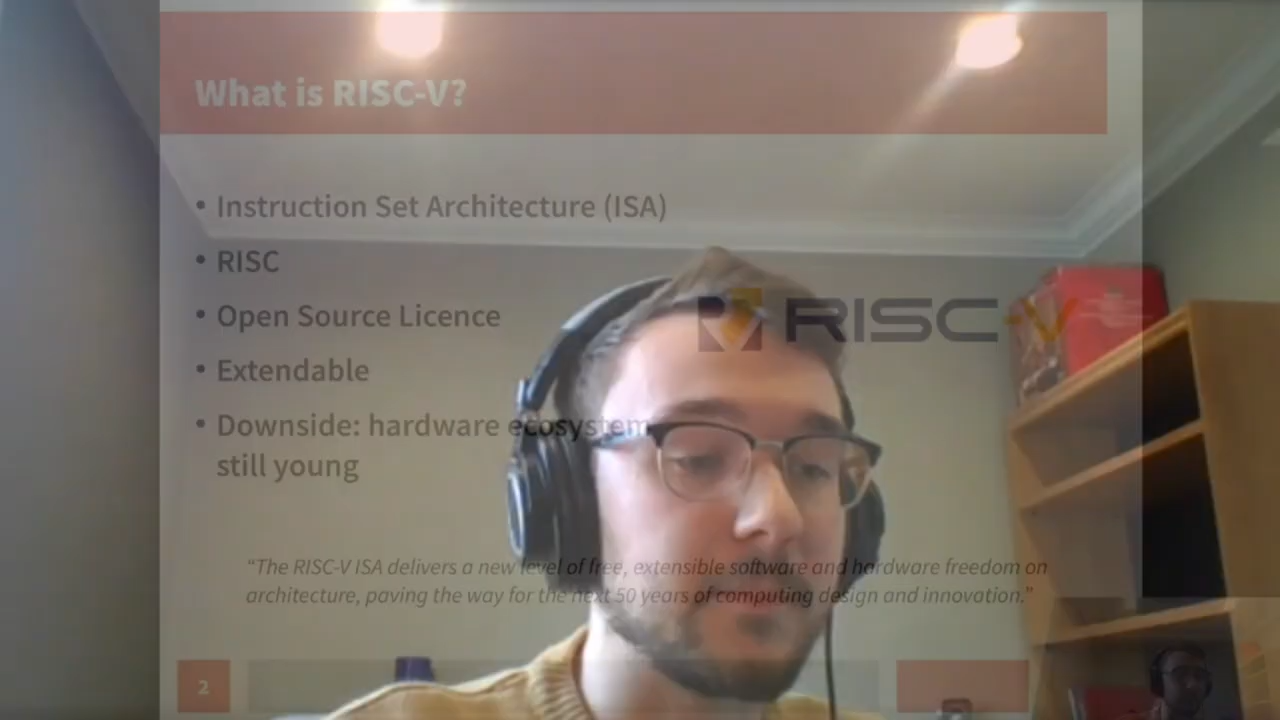 What is RISC-V?
• Instruction Set Architecture (ISA)
• RISC
• Open Source Licence
• Extendable
• Downside: hardware ecosystem
still young
RISC-V
“The RISC-V ISA delivers a new level of free, extensible software and hardware freedom on
architecture, paving the way for the next 50 years of computing design and innovation.”
2